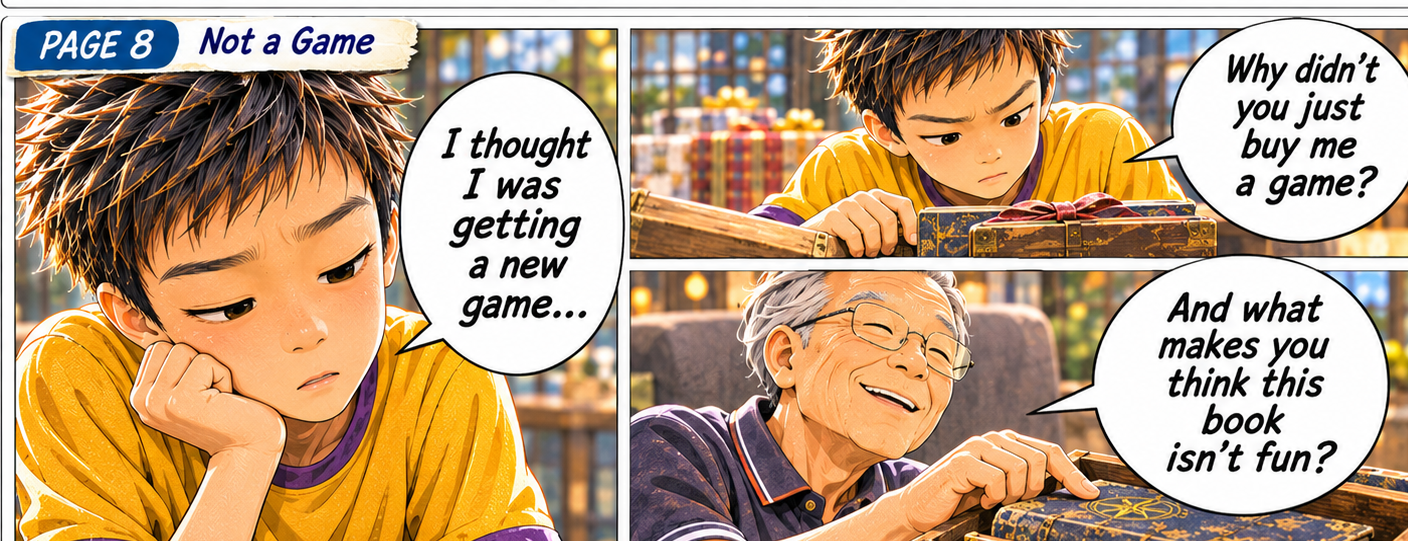 PAGE 8 Not a Game
I thought
I was
getting
a new
game...
Why didn't
you just
buy me
a game?
And what
makes you
think this
book
isn't fun?